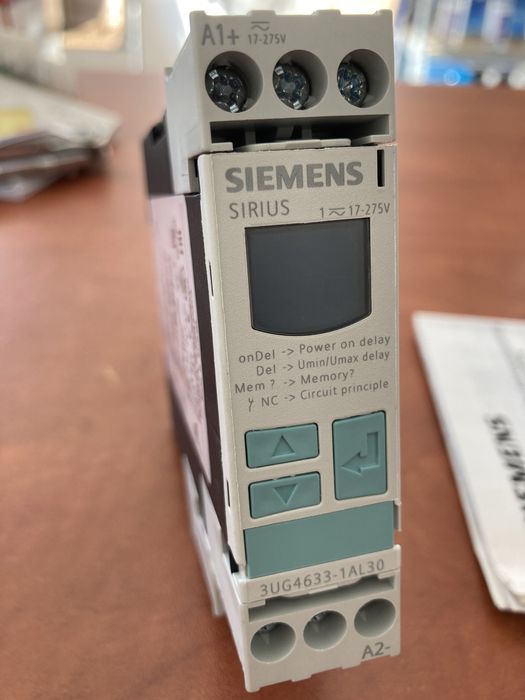 A1+ ⎓ 17-275V
SIEMENS
SIRIUS 1 ≂ 17-275V
onDel -> Power on delay
Del -> Umin/Umax delay
Mem ? -> Memory?
NC -> Circuit principle
3UG4633-1AL30
A2-
SIEMENS